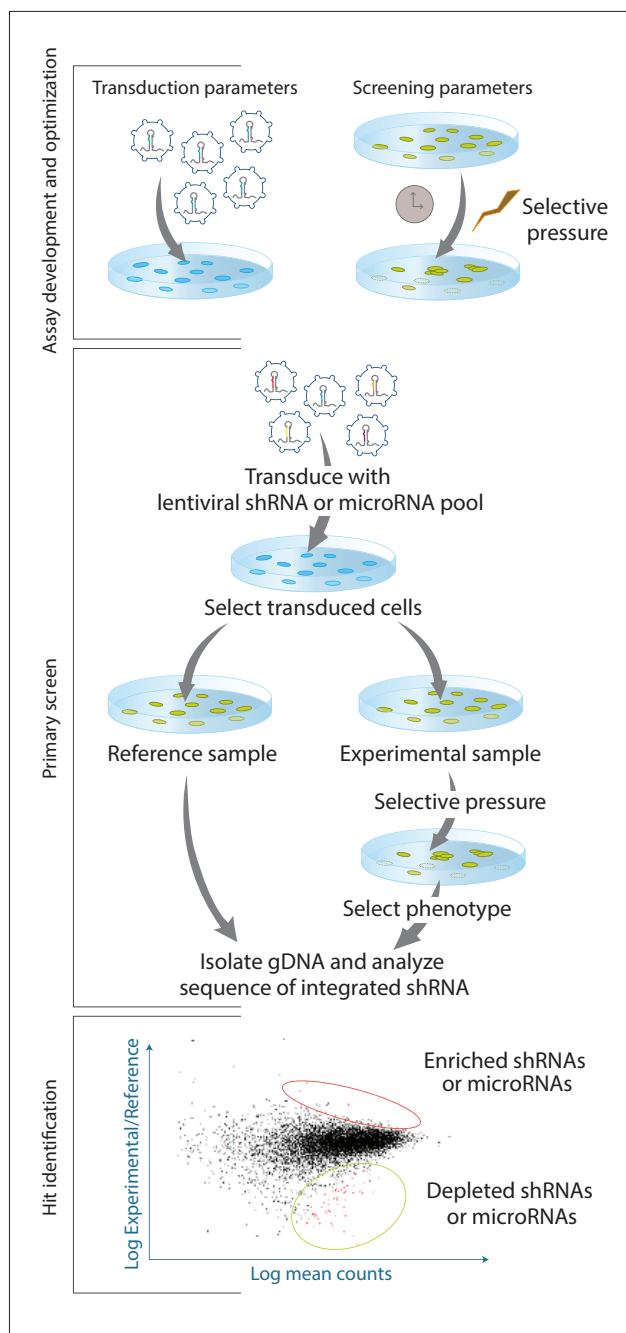 Assay development and optimization
Transduction parameters
Screening parameters
Selective
pressure
Primary screen
Transduce with
lentiviral shRNA or microRNA pool
Select transduced cells
Reference sample
Experimental sample
Selective pressure
Select phenotype
Isolate gDNA and analyze
sequence of integrated shRNA
Hit identification
Log Experimental/Reference
Enriched shRNAs
or microRNAs
Depleted shRNAs
or microRNAs
Log mean counts